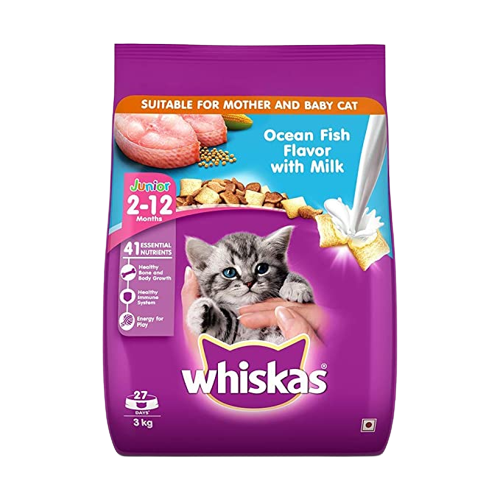 SUITABLE FOR MOTHER AND BABY CAT
Ocean Fish
Flavor
with Milk
Junior
2-12
Months
41 ESSENTIAL
NUTRIENTS
Healthy
Bone and
Body Growth
Healthy
Immune
System
Energy for
Play
whiskas
27
DAYS
3 kg